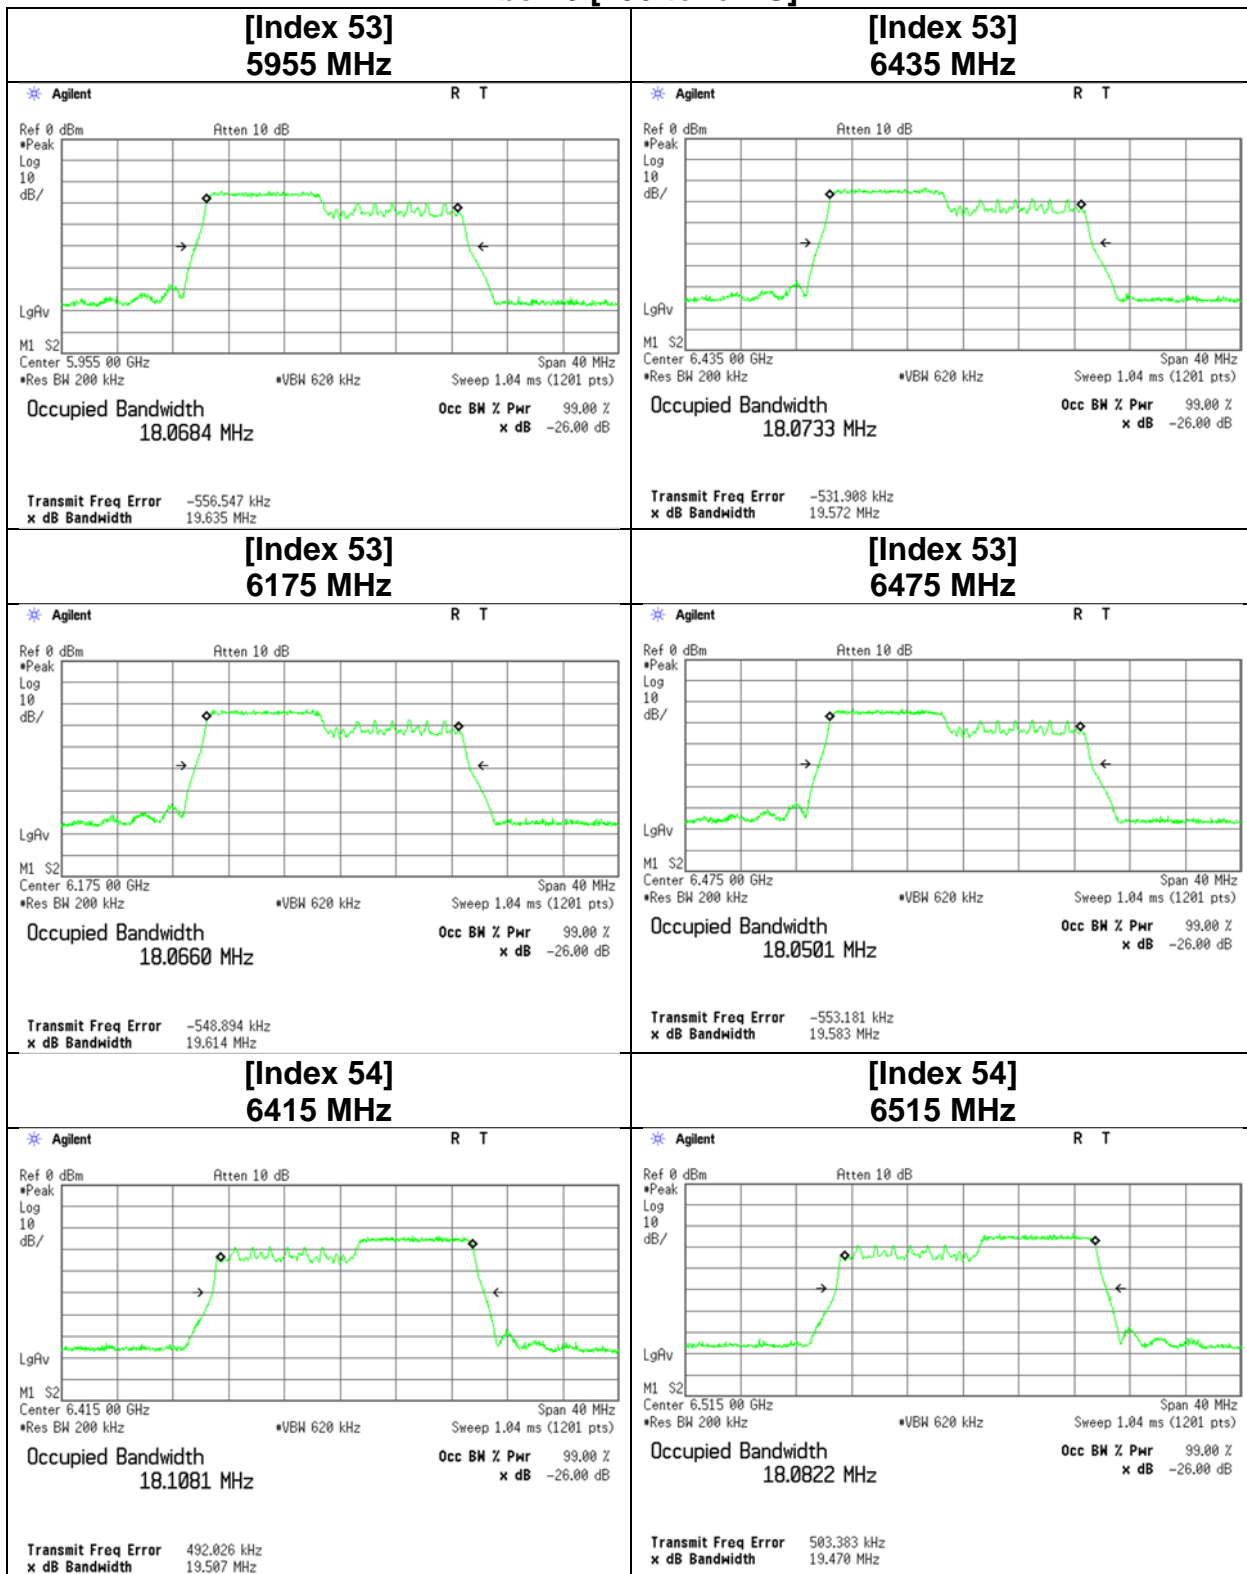 [Index 53]
5955 MHz
Agilent
R T
Ref 0 dBm
Atten 10 dB
#Peak
Log
10
dB/
LgAv
M1 S2
Center 5.955 00 GHz
Span 40 MHz
#Res BW 200 kHz
#VBW 620 kHz
Sweep 1.04 ms (1201 pts)
Occupied Bandwidth
18.0684 MHz
Occ BW % Pwr 99.00 %
x dB -26.00 dB
Transmit Freq Error -556.547 kHz
x dB Bandwidth 19.635 MHz
[Index 53]
6435 MHz
Agilent
R T
Ref 0 dBm
Atten 10 dB
#Peak
Log
10
dB/
LgAv
M1 S2
Center 6.435 00 GHz
Span 40 MHz
#Res BW 200 kHz
#VBW 620 kHz
Sweep 1.04 ms (1201 pts)
Occupied Bandwidth
18.0733 MHz
Occ BW % Pwr 99.00 %
x dB -26.00 dB
Transmit Freq Error -531.908 kHz
x dB Bandwidth 19.572 MHz
[Index 53]
6175 MHz
Agilent
R T
Ref 0 dBm
Atten 10 dB
#Peak
Log
10
dB/
LgAv
M1 S2
Center 6.175 00 GHz
Span 40 MHz
#Res BW 200 kHz
#VBW 620 kHz
Sweep 1.04 ms (1201 pts)
Occupied Bandwidth
18.0660 MHz
Occ BW % Pwr 99.00 %
x dB -26.00 dB
Transmit Freq Error -548.894 kHz
x dB Bandwidth 19.614 MHz
[Index 53]
6475 MHz
Agilent
R T
Ref 0 dBm
Atten 10 dB
#Peak
Log
10
dB/
LgAv
M1 S2
Center 6.475 00 GHz
Span 40 MHz
#Res BW 200 kHz
#VBW 620 kHz
Sweep 1.04 ms (1201 pts)
Occupied Bandwidth
18.0501 MHz
Occ BW % Pwr 99.00 %
x dB -26.00 dB
Transmit Freq Error -553.181 kHz
x dB Bandwidth 19.583 MHz
[Index 54]
6415 MHz
Agilent
R T
Ref 0 dBm
Atten 10 dB
#Peak
Log
10
dB/
LgAv
M1 S2
Center 6.415 00 GHz
Span 40 MHz
#Res BW 200 kHz
#VBW 620 kHz
Sweep 1.04 ms (1201 pts)
Occupied Bandwidth
18.1081 MHz
Occ BW % Pwr 99.00 %
x dB -26.00 dB
Transmit Freq Error 492.026 kHz
x dB Bandwidth 19.507 MHz
[Index 54]
6515 MHz
Agilent
R T
Ref 0 dBm
Atten 10 dB
#Peak
Log
10
dB/
LgAv
M1 S2
Center 6.515 00 GHz
Span 40 MHz
#Res BW 200 kHz
#VBW 620 kHz
Sweep 1.04 ms (1201 pts)
Occupied Bandwidth
18.0822 MHz
Occ BW % Pwr 99.00 %
x dB -26.00 dB
Transmit Freq Error 503.383 kHz
x dB Bandwidth 19.470 MHz